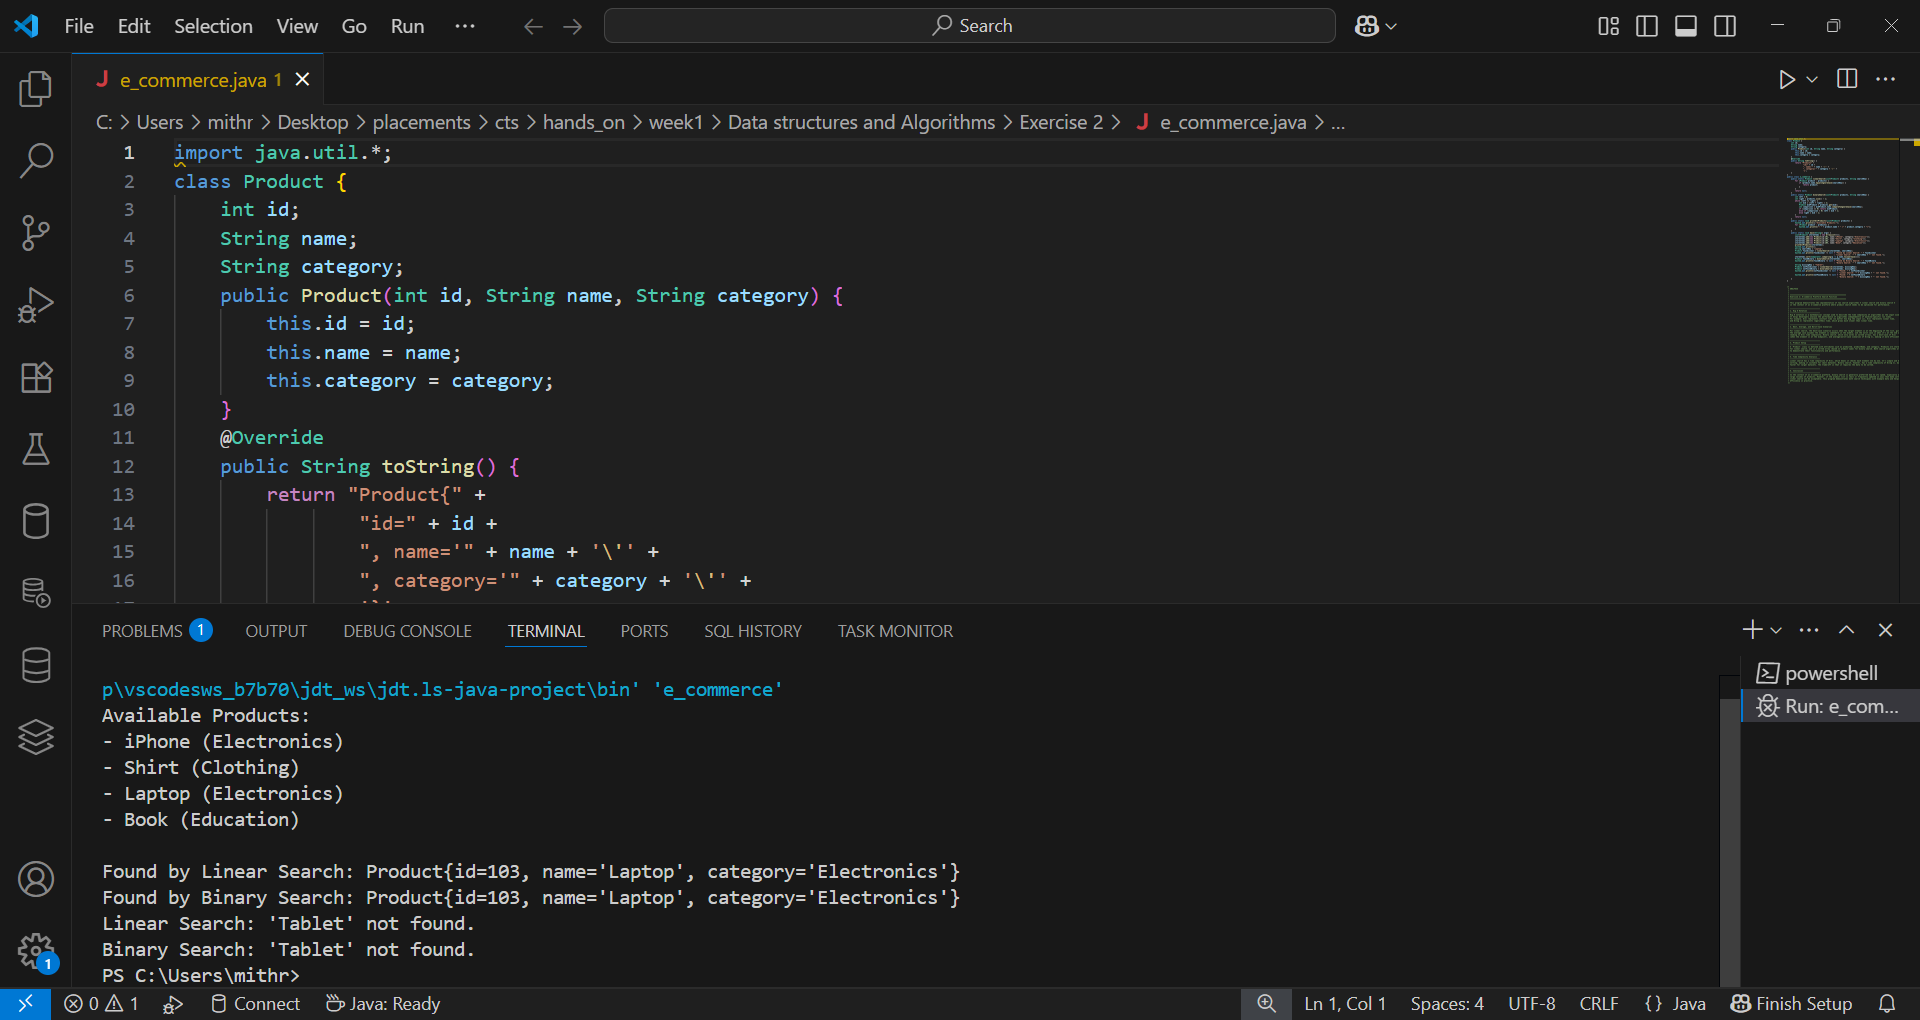 File Edit Selection View Go Run ···
Search
e_commerce.java 1
C: > Users > mithr > Desktop > placements > cts > hands_on > week1 > Data structures and Algorithms > Exercise 2 > e_commerce.java > ...
1 import java.util.*;
2 class Product {
3 int id;
4 String name;
5 String category;
6 public Product(int id, String name, String category) {
7 this.id = id;
8 this.name = name;
9 this.category = category;
10 }
11 @Override
12 public String toString() {
13 return "Product{" +
14 "id=" + id +
15 ", name='" + name + '\'' +
16 ", category='" + category + '\'' +
PROBLEMS 1 OUTPUT DEBUG CONSOLE TERMINAL PORTS SQL HISTORY TASK MONITOR
powershell
Run: e_com...
p\vscodesws_b7b70\jdt_ws\jdt.ls-java-project\bin' 'e_commerce'
Available Products:
- iPhone (Electronics)
- Shirt (Clothing)
- Laptop (Electronics)
- Book (Education)
Found by Linear Search: Product{id=103, name='Laptop', category='Electronics'}
Found by Binary Search: Product{id=103, name='Laptop', category='Electronics'}
Linear Search: 'Tablet' not found.
Binary Search: 'Tablet' not found.
PS C:\Users\mithr>
1
0 1 Connect Java: Ready Ln 1, Col 1 Spaces: 4 UTF-8 CRLF {} Java Finish Setup